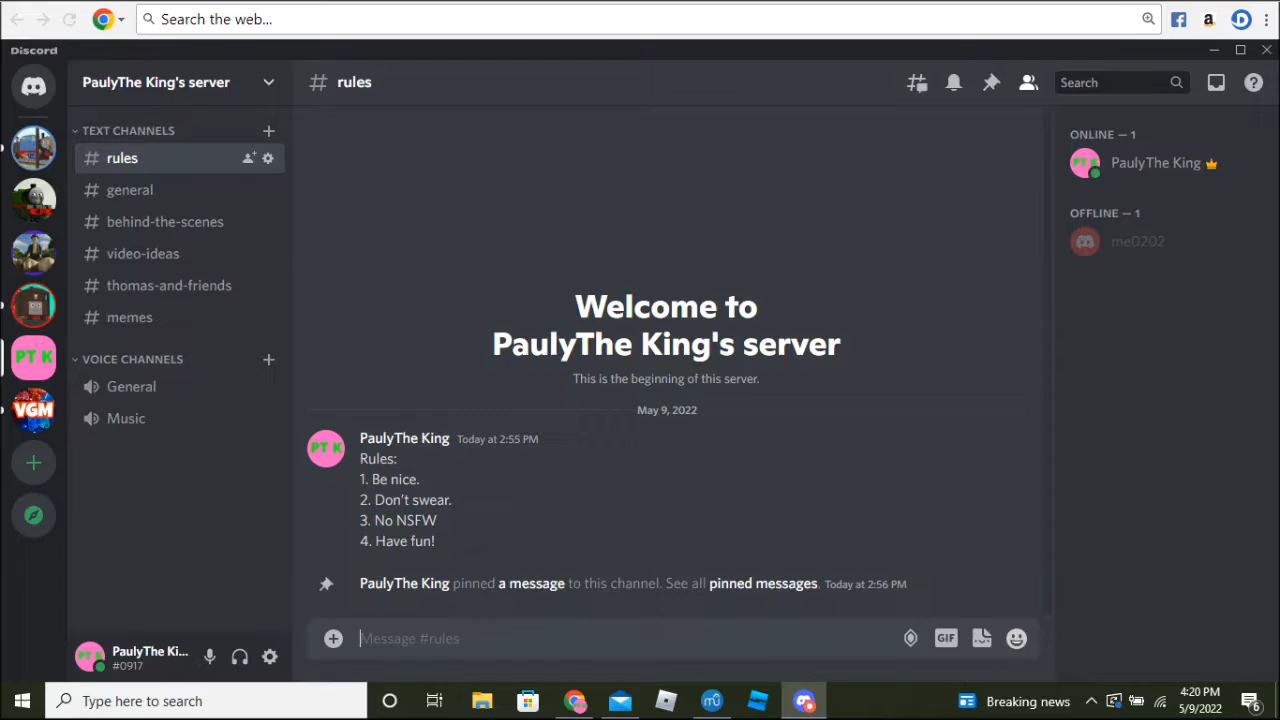 Search the web...
Discord
PaulyThe King's server
rules
Search
TEXT CHANNELS
rules
general
behind-the-scenes
video-ideas
thomas-and-friends
memes
VOICE CHANNELS
General
Music
PT K
VGM
Welcome to
PaulyThe King's server
This is the beginning of this server.
May 9, 2022
PT K
PaulyThe King Today at 2:55 PM
Rules:
1. Be nice.
2. Don't swear.
3. No NSFW
4. Have fun!
PaulyThe King pinned a message to this channel. See all pinned messages. Today at 2:56 PM
Message #rules
GIF
ONLINE — 1
PT K
PaulyThe King
OFFLINE — 1
me0202
PaulyThe Ki...
#0917
Type here to search
Breaking news
4:20 PM
5/9/2022
6